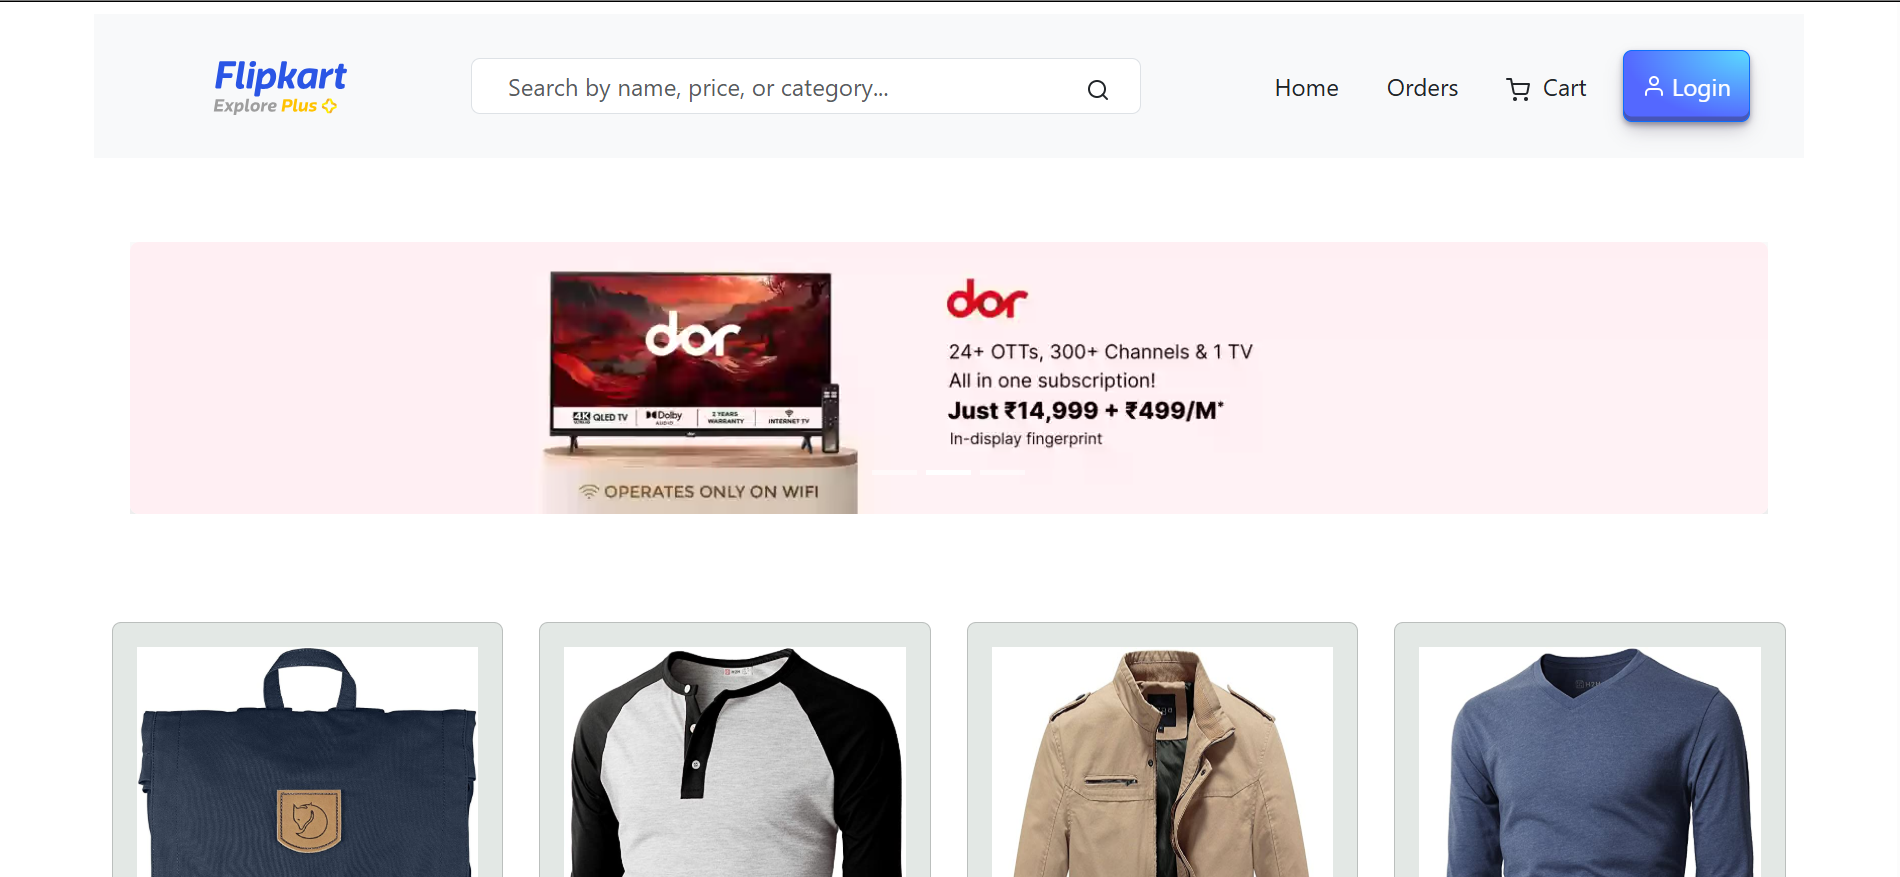 Flipkart
Explore Plus
Search by name, price, or category...
Home
Orders
Cart
Login
dor
4K QLED TV
Dolby
AUDIO
2 YEARS
WARRANTY
INTERNET TV
OPERATES ONLY ON WIFI
dor
24+ OTTs, 300+ Channels & 1 TV
All in one subscription!
Just ₹14,999 + ₹499/M*
In-display fingerprint